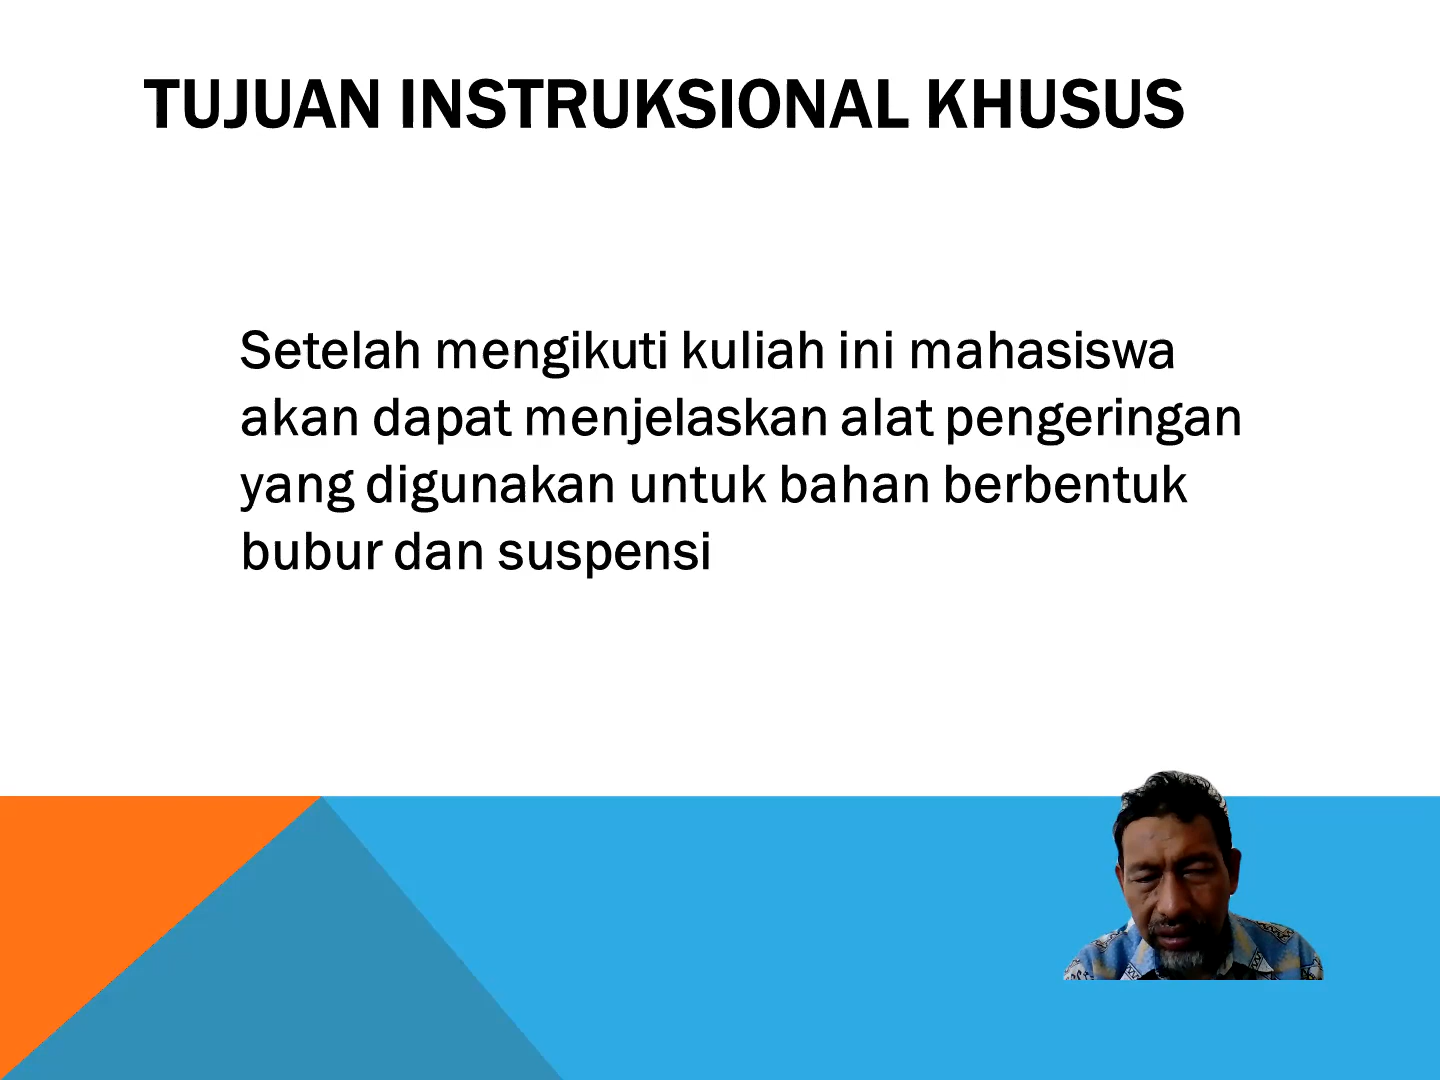 TUJUAN INSTRUKSIONAL KHUSUS
Setelah mengikuti kuliah ini mahasiswa
akan dapat menjelaskan alat pengeringan
yang digunakan untuk bahan berbentuk
bubur dan suspensi